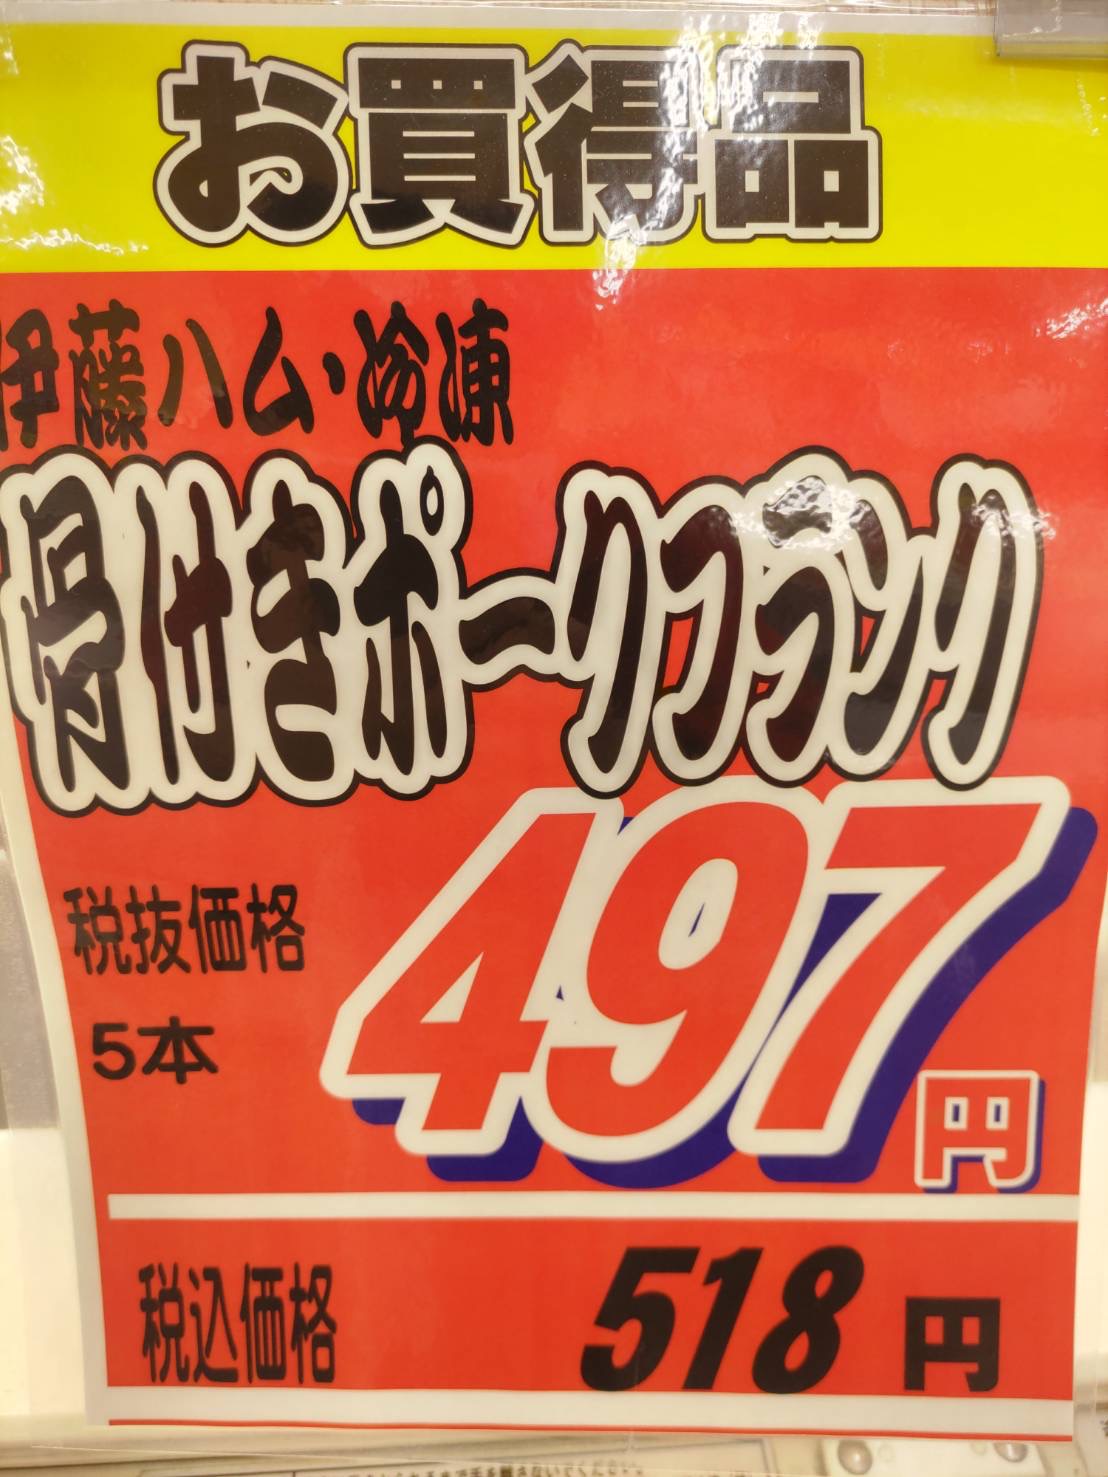 お買得品
伊藤ハム・冷凍
骨付きポークフランク
税抜価格
5本
497円
税込価格 518円